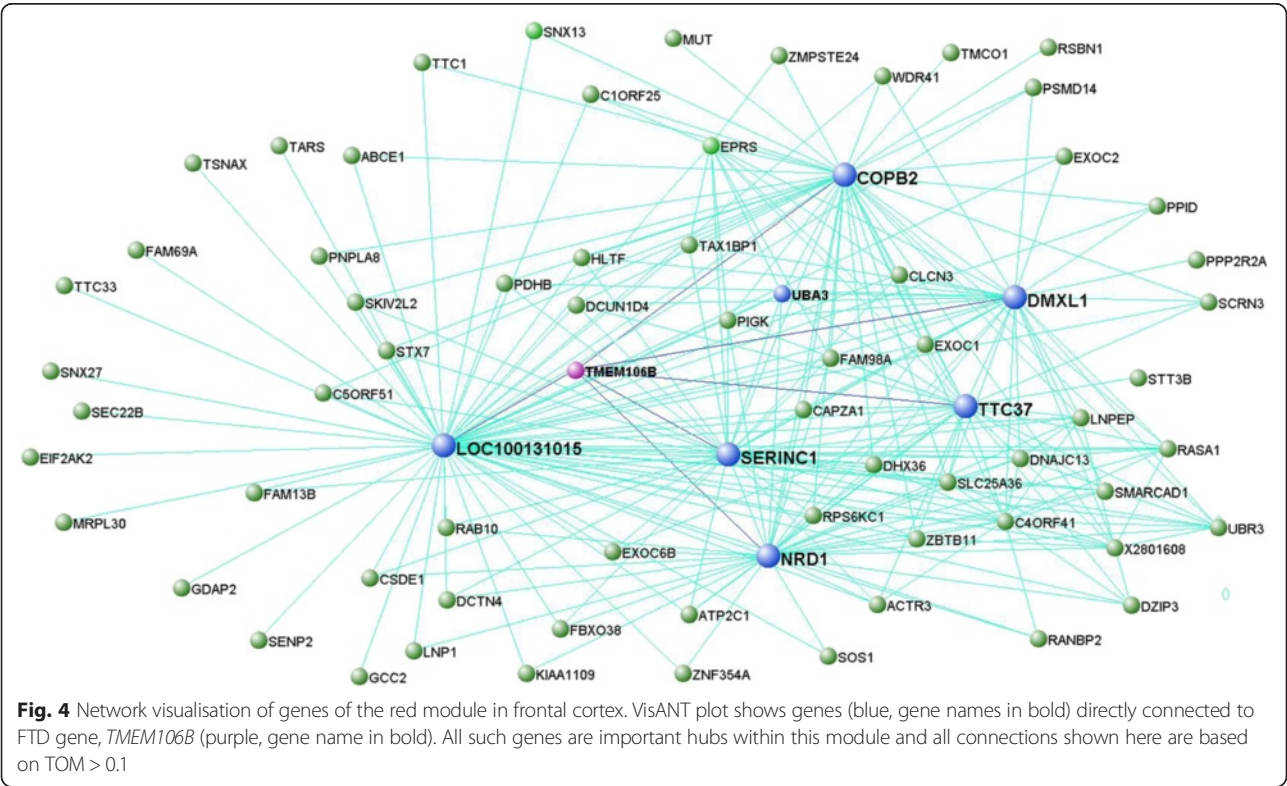 SNX13
MUT
ZMPSTE24
TMCO1
RSBN1
TTC1
WDR41
PSMD14
C1ORF25
TARS
ABCE1
EPRS
EXOC2
TSNAX
COPB2
PPID
FAM69A
PNPLA8
HLTF
TAX1BP1
PPP2R2A
TTC33
PDHB
CLCN3
SKIV2L2
DCUN1D4
UBA3
DMXL1
SCRN3
PIGK
STX7
EXOC1
FAM98A
SNX27
TMEM106B
STT3B
C5ORF51
SEC22B
CAPZA1
TTC37
LNPEP
EIF2AK2
LOC100131015
SERINC1
DHX36
DNAJC13
RASA1
SLC25A36
SMARCAD1
FAM13B
MRPL30
RAB10
RPS6KC1
C4ORF41
UBR3
ZBTB11
X2801608
EXOC6B
NRD1
CSDE1
GDAP2
DCTN4
ATP2C1
ACTR3
DZIP3
0
SENP2
FBXO38
RANBP2
LNP1
SOS1
GCC2
KIAA1109
ZNF354A
Fig. 4 Network visualisation of genes of the red module in frontal cortex. VisANT plot shows genes (blue, gene names in bold) directly connected to
FTD gene, TMEM106B (purple, gene name in bold). All such genes are important hubs within this module and all connections shown here are based
on TOM > 0.1